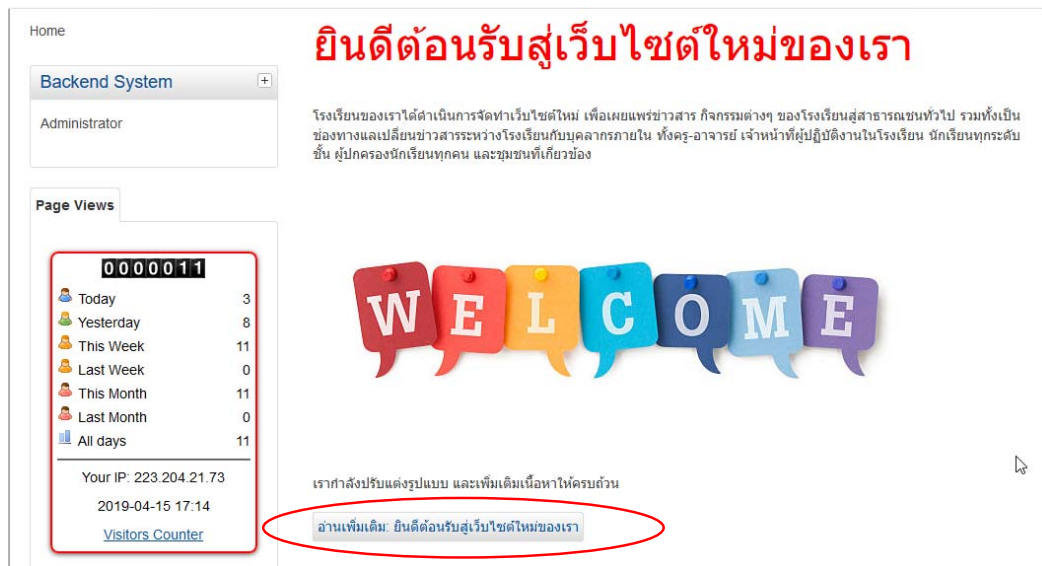 Home
Backend System
Administrator
Page Views
0000011
Today 3
Yesterday 8
This Week 11
Last Week 0
This Month 11
Last Month 0
All days 11
Your IP: 223.204.21.73
2019-04-15 17:14
Visitors Counter
ยินดีต้อนรับสู่เว็บไซต์ใหม่ของเรา
โรงเรียนของเราได้ดำเนินการจัดทำเว็บไซต์ใหม่ เพื่อเผยแพร่ข่าวสาร กิจกรรมต่างๆ ของโรงเรียนสู่สาธารณชนทั่วไป รวมทั้งเป็น
ช่องทางแลเปลี่ยนข่าวสารระหว่างโรงเรียนกับบุคลากรภายใน ทั้งครู-อาจารย์ เจ้าหน้าที่ผู้ปฏิบัติงานในโรงเรียน นักเรียนทุกระดับ
ชั้น ผู้ปกครองนักเรียนทุกคน และชุมชนที่เกี่ยวข้อง
WELCOME
เรากำลังปรับแต่งรูปแบบ และเพิ่มเติมเนื้อหาให้ครบถ้วน
อ่านเพิ่มเติม: ยินดีต้อนรับสู่เว็บไซต์ใหม่ของเรา